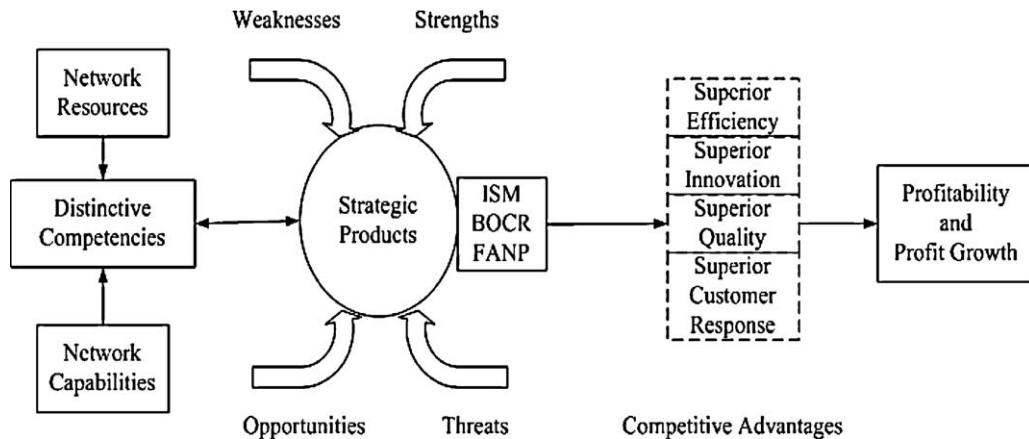 Weaknesses
Strengths
Network
Resources
Distinctive
Competencies
Network
Capabilities
Strategic
Products
ISM
BOCR
FANP
Opportunities
Threats
Superior
Efficiency
Superior
Innovation
Superior
Quality
Superior
Customer
Response
Competitive Advantages
Profitability
and
Profit Growth